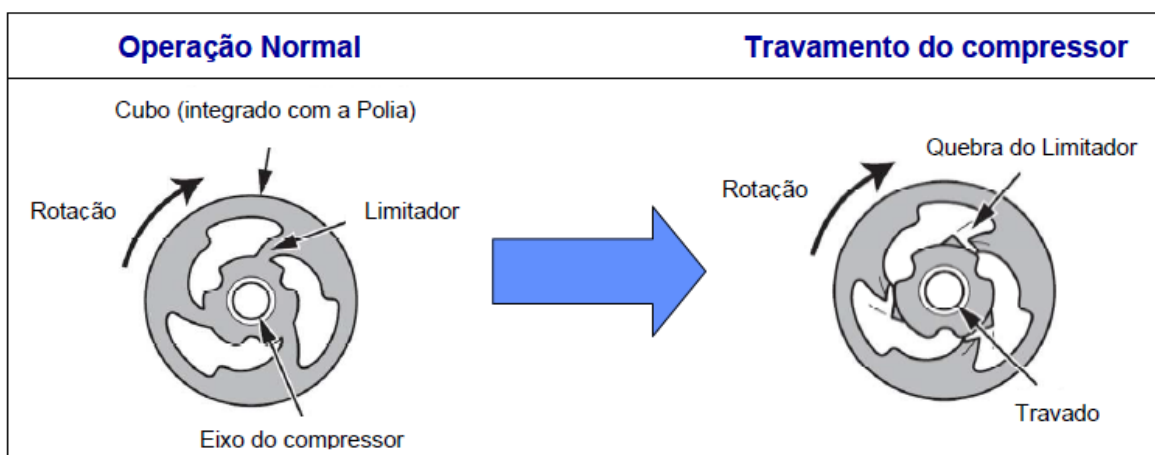 Operação Normal
Travamento do compressor
Cubo (integrado com a Polia)
Rotação
Limitador
Eixo do compressor
Quebra do Limitador
Rotação
Travado